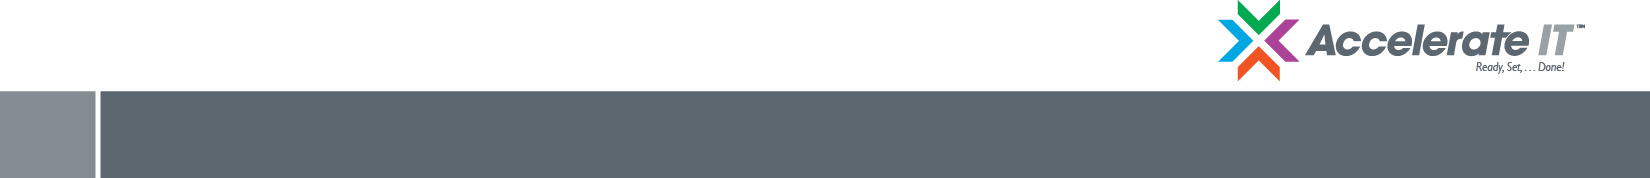 Accelerate IT™
Ready, Set, . . . Done!